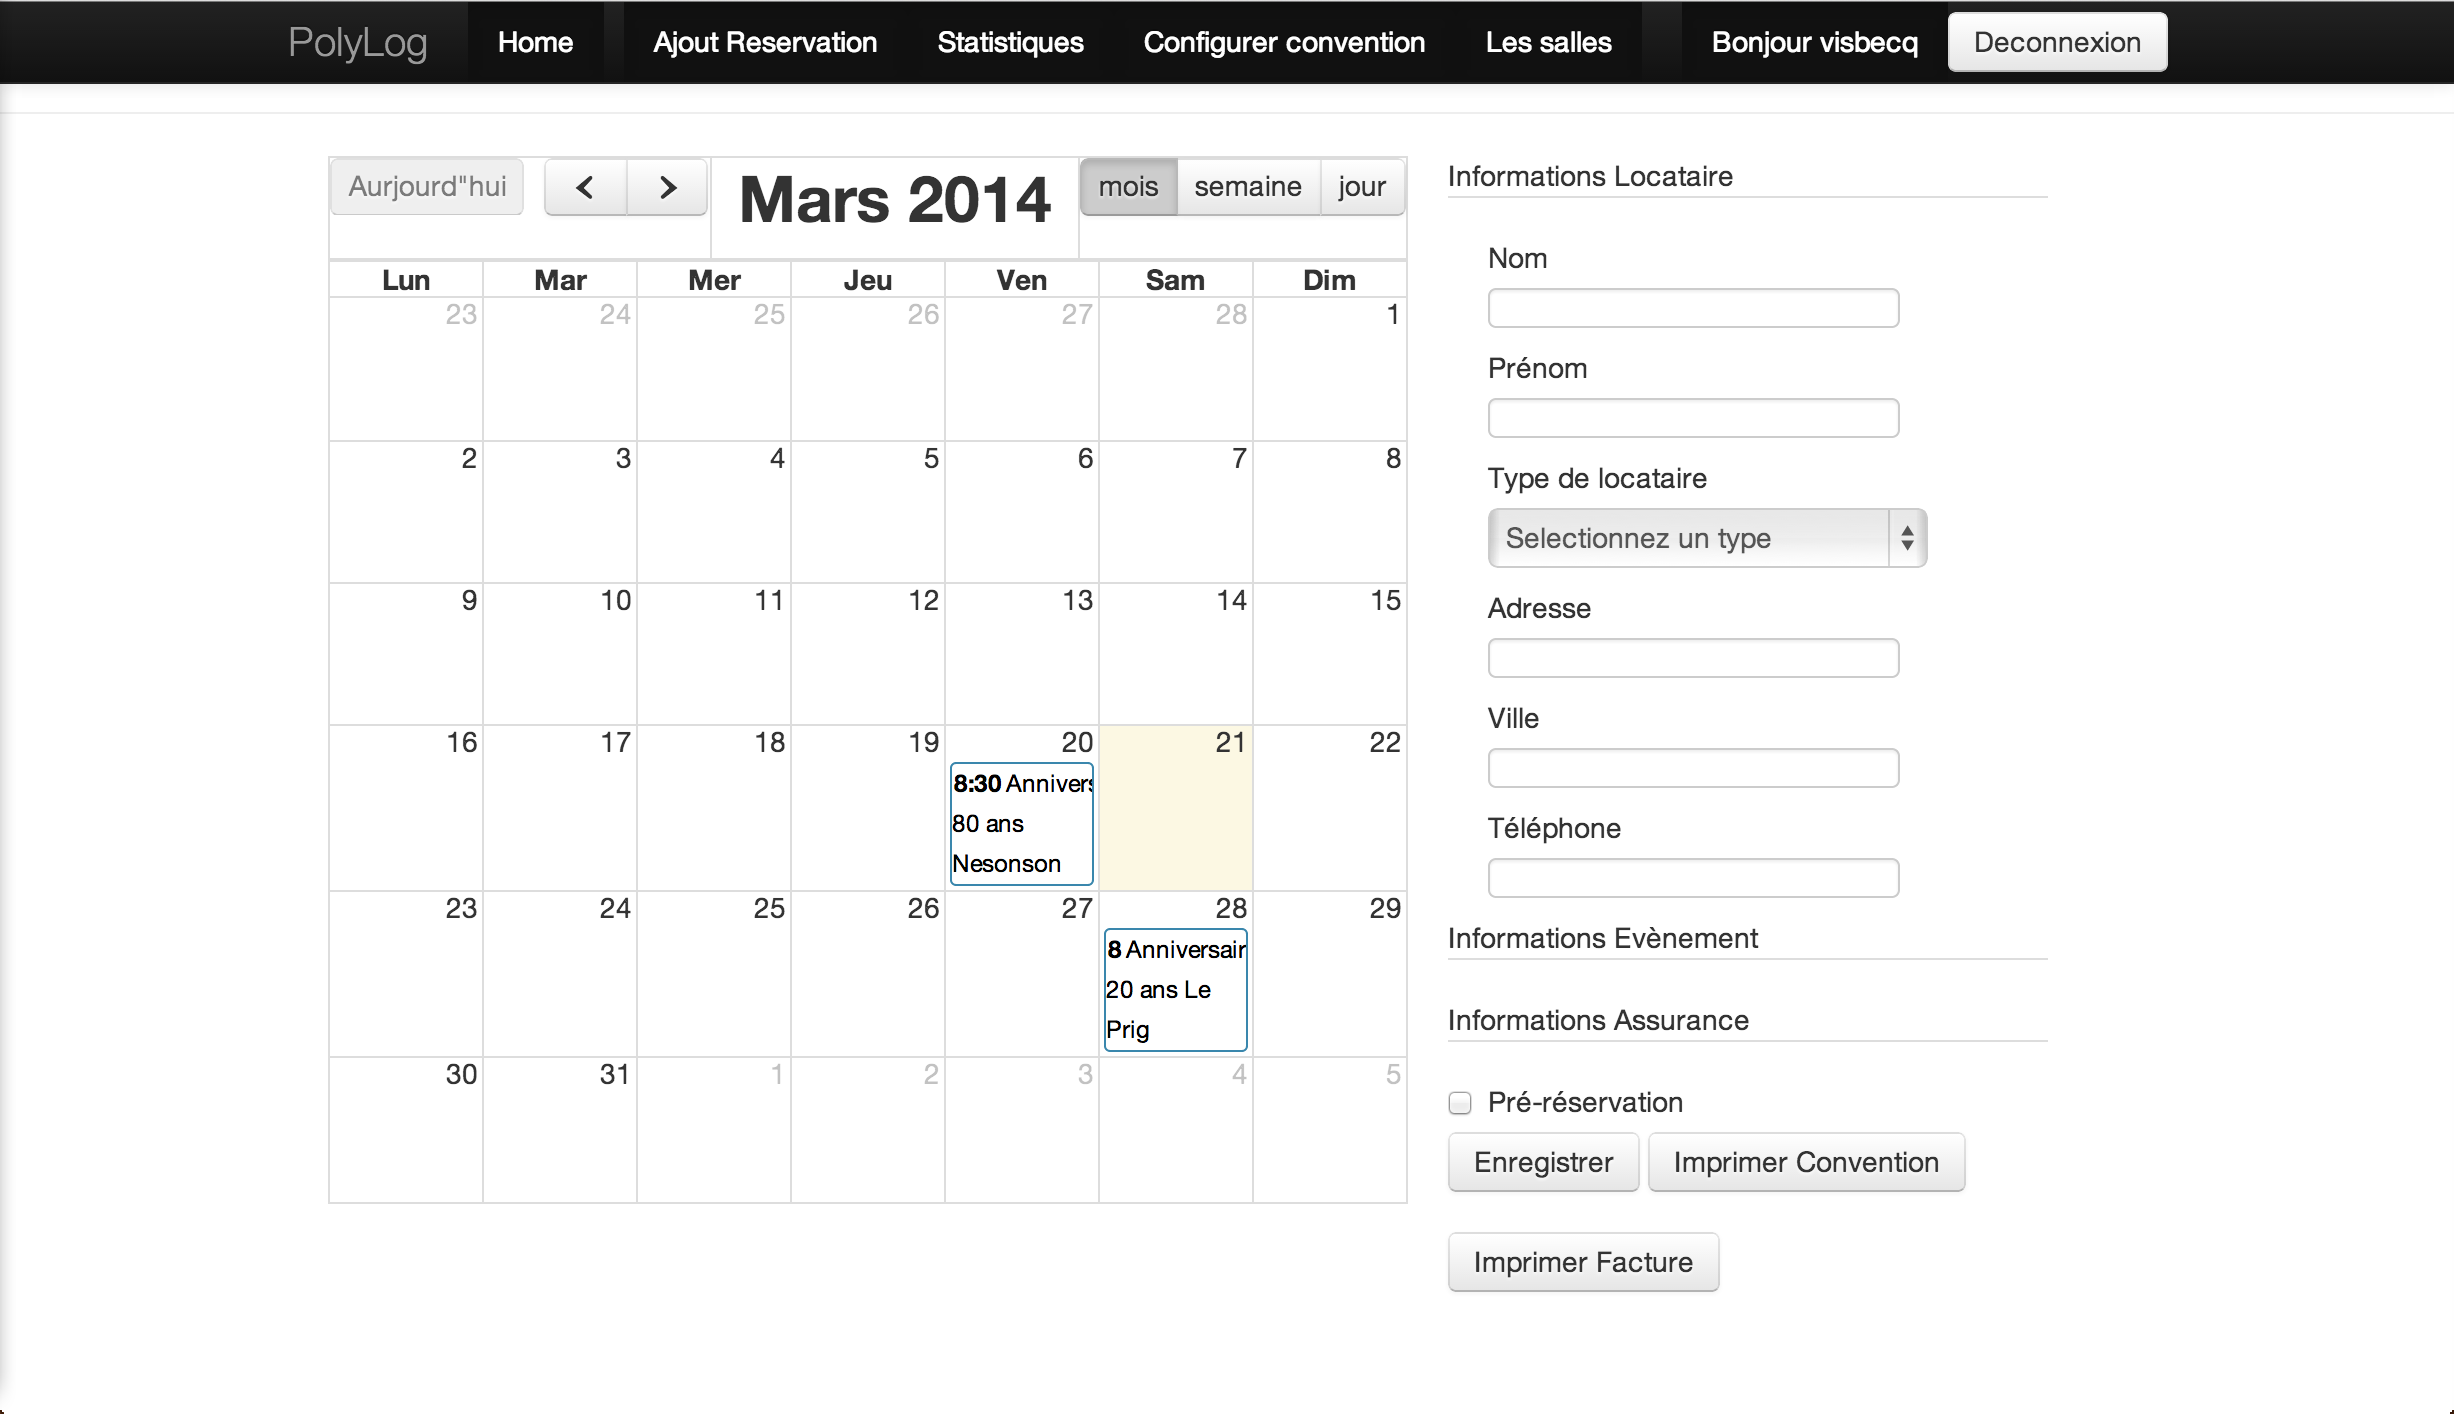 PolyLog Home Ajout Reservation Statistiques Configurer convention Les salles Bonjour visbecq Deconnexion
Aurjourd"hui Mars 2014 mois semaine jour
Lun Mar Mer Jeu Ven Sam Dim
23 24 25 26 27 28 1
2 3 4 5 6 7 8
9 10 11 12 13 14 15
16 17 18 19 20 21 22
8:30 Annivers
80 ans
Nesonson
23 24 25 26 27 28 29
8 Anniversair
20 ans Le
Prig
30 31 1 2 3 4 5
Informations Locataire
Nom
Prénom
Type de locataire
Selectionnez un type
Adresse
Ville
Téléphone
Informations Evènement
Informations Assurance
Pré-réservation
Enregistrer Imprimer Convention
Imprimer Facture